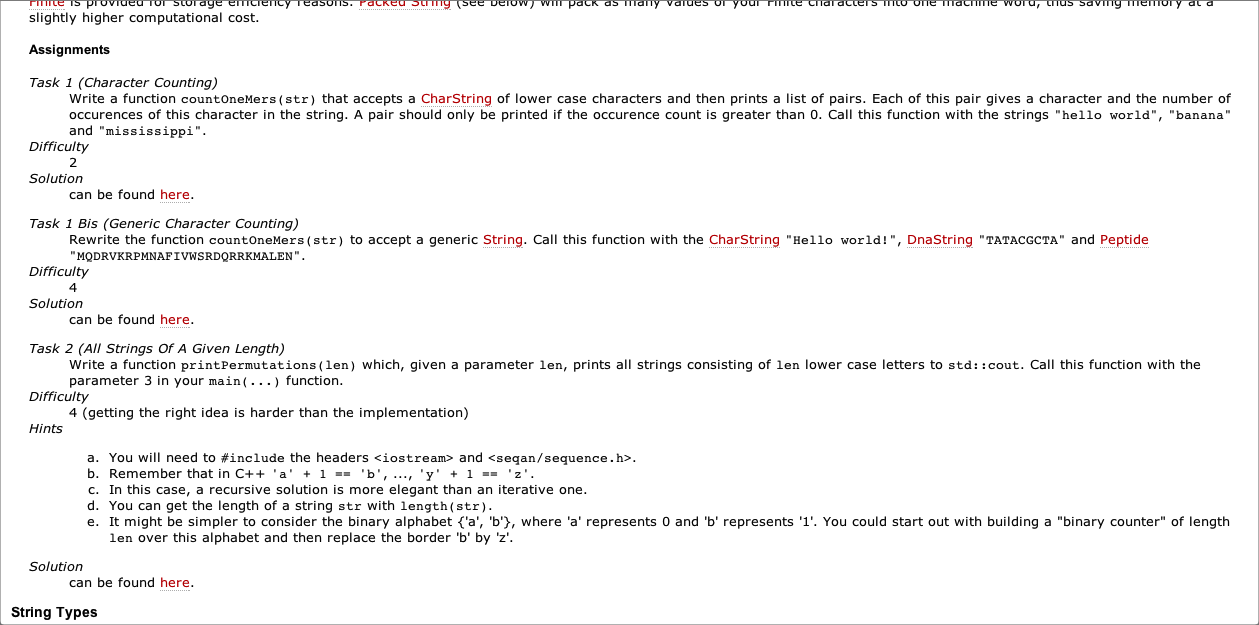 Finite is provided for storage efficiency reasons. Packed String (see below) will pack as many values of your Finite characters into one machine word, thus saving memory at a
slightly higher computational cost.
Assignments
Task 1 (Character Counting)
Write a function countOneMers(str) that accepts a CharString of lower case characters and then prints a list of pairs. Each of this pair gives a character and the number of
occurences of this character in the string. A pair should only be printed if the occurence count is greater than 0. Call this function with the strings "hello world", "banana"
and "mississippi".
Difficulty
2
Solution
can be found here.
Task 1 Bis (Generic Character Counting)
Rewrite the function countOneMers(str) to accept a generic String. Call this function with the CharString "Hello world!", DnaString "TATACGCTA" and Peptide
"MQDRVKRPMNAFIVWSRDQRRKMALEN".
Difficulty
4
Solution
can be found here.
Task 2 (All Strings Of A Given Length)
Write a function printPermutations(len) which, given a parameter len, prints all strings consisting of len lower case letters to std::cout. Call this function with the
parameter 3 in your main(...) function.
Difficulty
4 (getting the right idea is harder than the implementation)
Hints
a. You will need to #include the headers <iostream> and <seqan/sequence.h>.
b. Remember that in C++ 'a' + 1 == 'b', ..., 'y' + 1 == 'z'.
c. In this case, a recursive solution is more elegant than an iterative one.
d. You can get the length of a string str with length(str).
e. It might be simpler to consider the binary alphabet {'a', 'b'}, where 'a' represents 0 and 'b' represents '1'. You could start out with building a "binary counter" of length
len over this alphabet and then replace the border 'b' by 'z'.
Solution
can be found here.
String Types